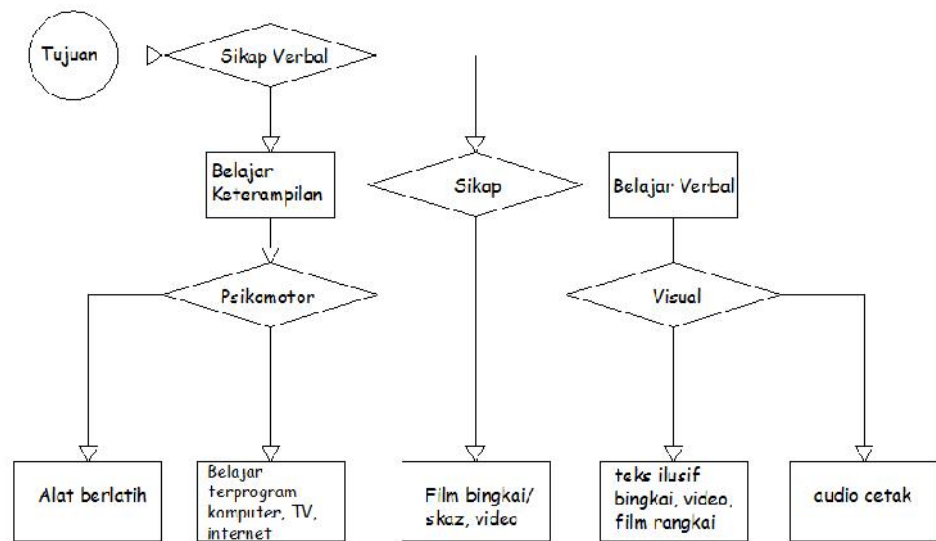 Tujuan
Sikap Verbal
Belajar
Keterampilan
Sikap
Belajar Verbal
Psikomotor
Visual
Alat berlatih
Belajar
terprogram
komputer, TV,
internet
Film bingkai/
skaz, video
teks ilusif
bingkai, video,
film rangkai
audio cetak